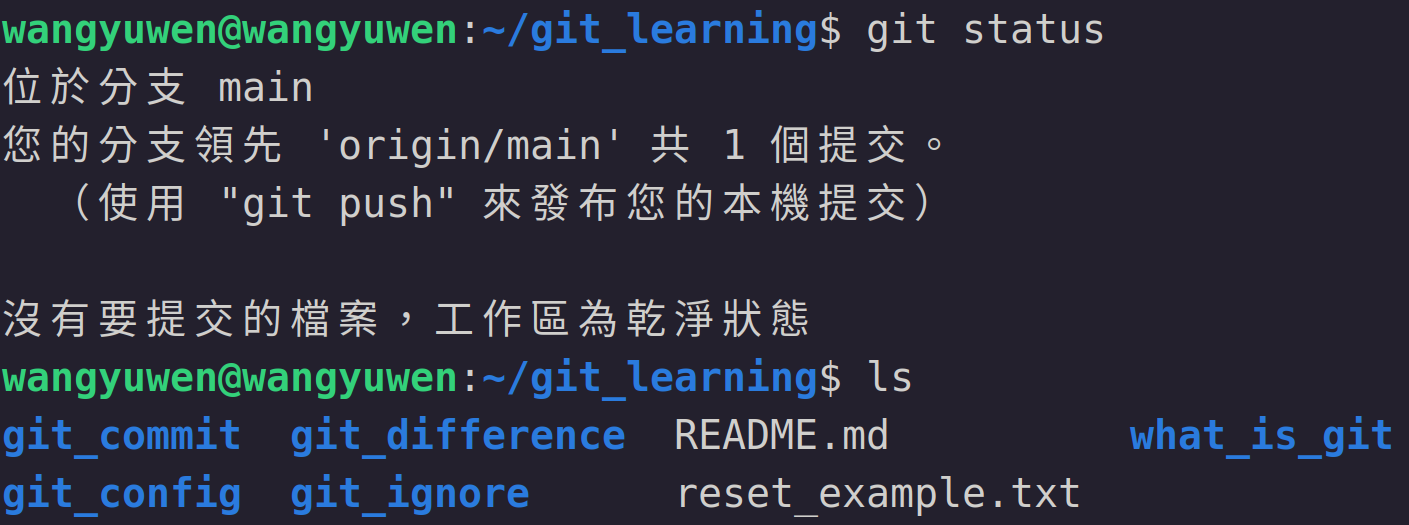 wangyuwen@wangyuwen:~/git_learning$ git status
位於分支 main
您的分支領先 'origin/main' 共 1 個提交。
  （使用 "git push" 來發布您的本機提交）

沒有要提交的檔案，工作區為乾淨狀態
wangyuwen@wangyuwen:~/git_learning$ ls
git_commit  git_difference  README.md          what_is_git
git_config  git_ignore      reset_example.txt